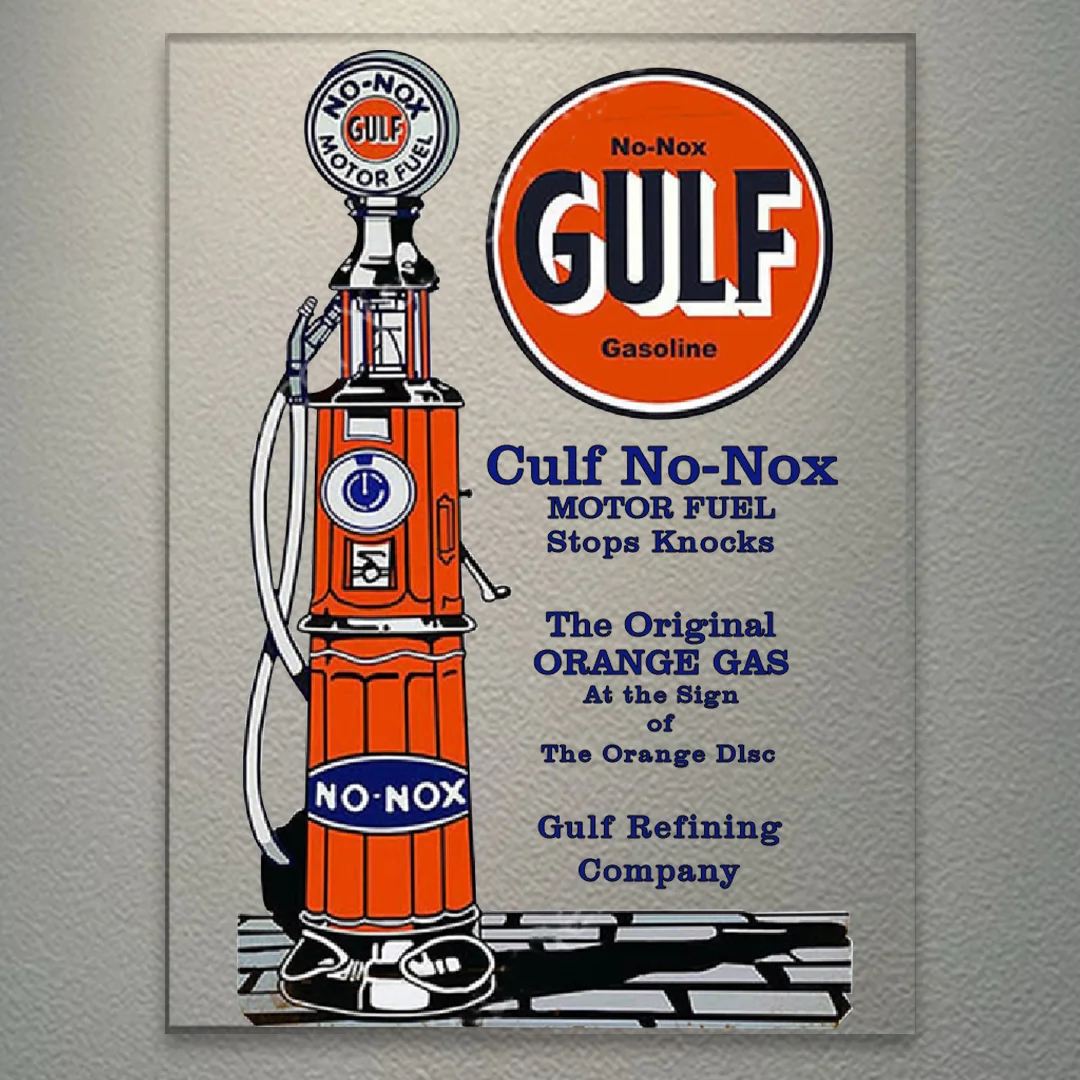 NO-NOX
GULF
MOTOR FUEL
No-Nox
GULF
Gasoline
Culf No-Nox
MOTOR FUEL
Stops Knocks
The Original
ORANGE GAS
At the Sign
of
The Orange Dlsc
NO-NOX
Gulf Refining
Company